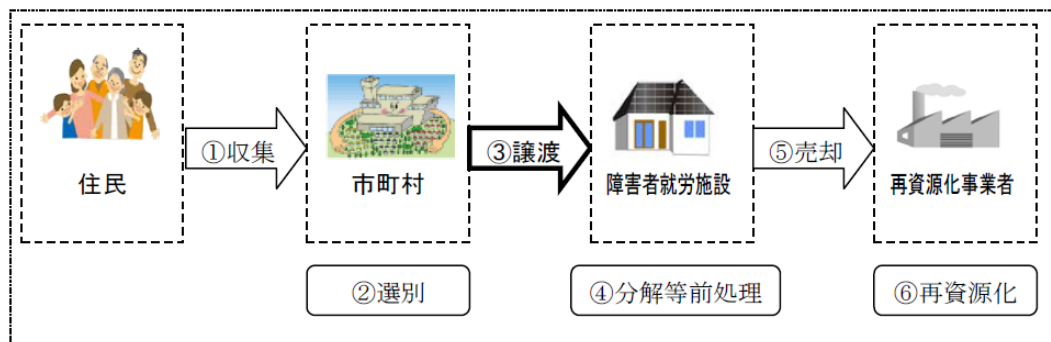 ①収集
③譲渡
⑤売却
住民
市町村
障害者就労施設
再資源化事業者
②選別
④分解等前処理
⑥再資源化